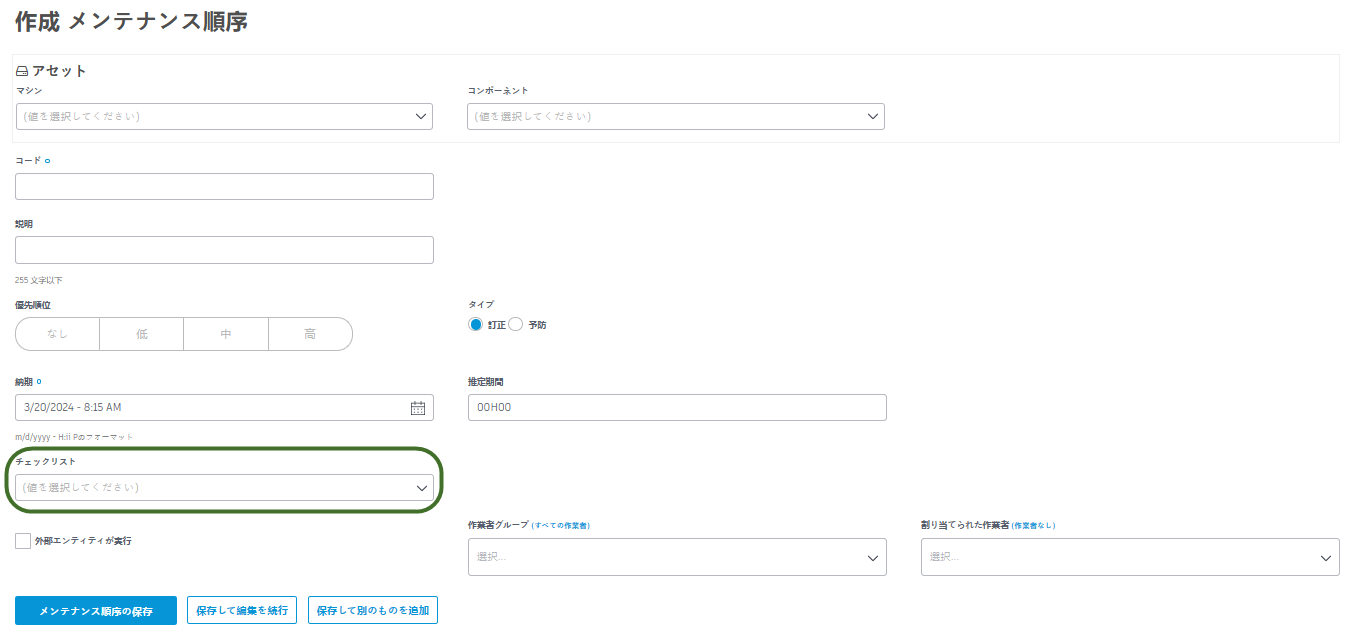 作成 メンテナンス順序
アセット
マシン
コンポーネント
(値を選択してください)
(値を選択してください)
コード
説明
255 文字以下
優先順位
タイプ
なし 低 中 高
訂正 予防
納期
推定期間
3/20/2024 - 8:15 AM
00H00
m/d/yyyy - H:ii Pのフォーマット
チェックリスト
(値を選択してください)
作業者グループ (すべての作業者)
割り当てられた作業者 (作業者なし)
外部エンティティが実行
選択...
選択...
メンテナンス順序の保存
保存して編集を続行
保存して別のものを追加